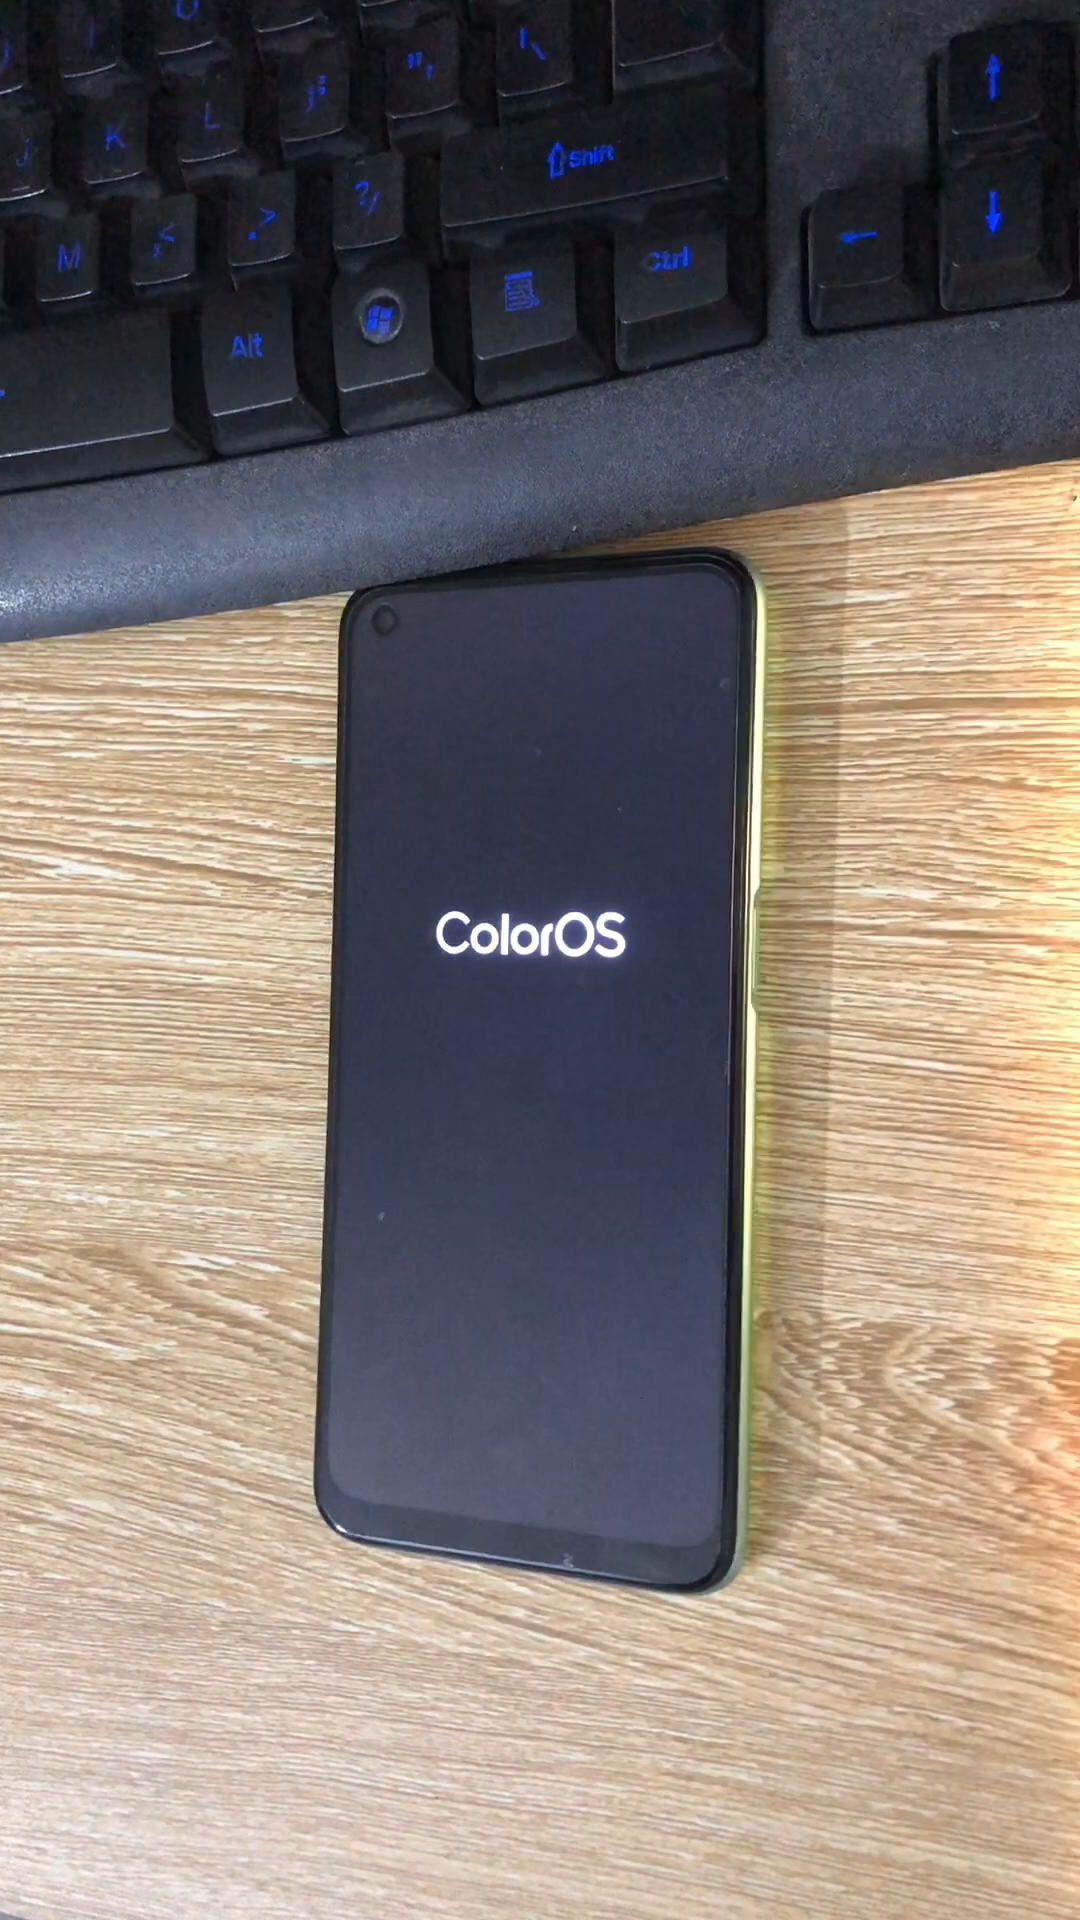 K
L
: ;
" ,
| \
⇧Shift
M
, <
. >
? /
Alt
Ctrl
↑
←
↓
ColorOS